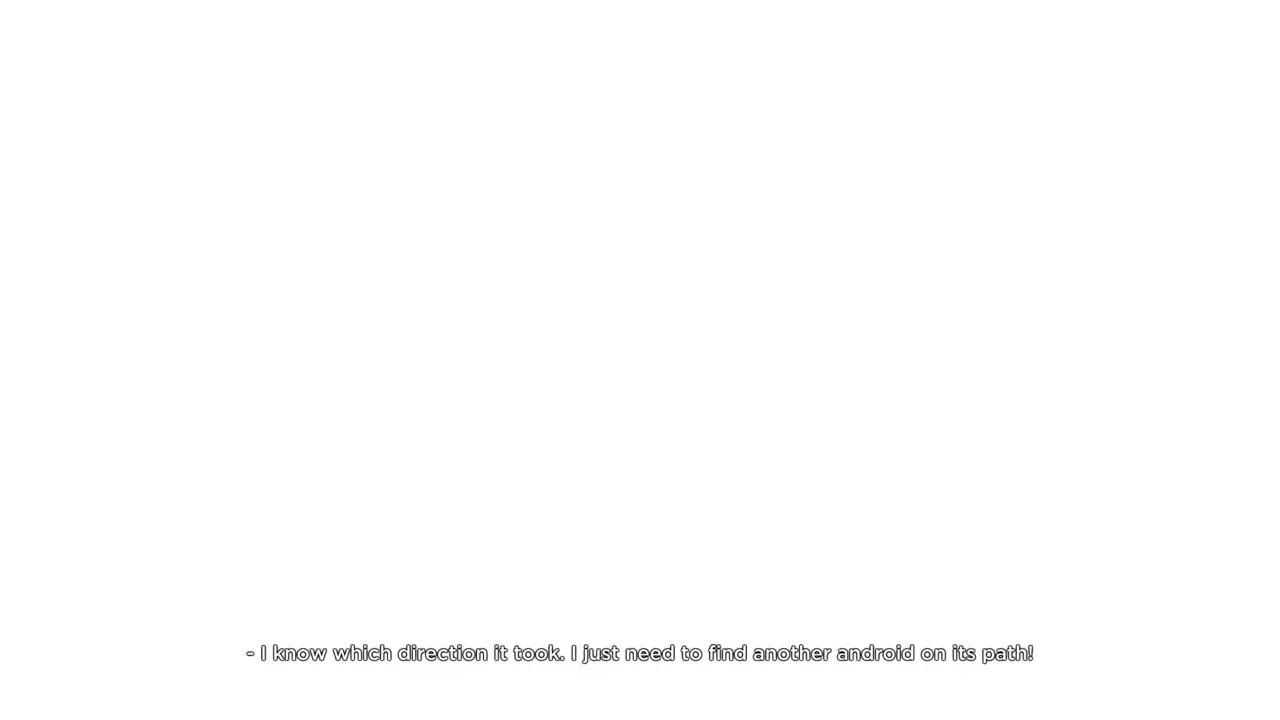 - I know which direction it took. I just need to find another android on its path!